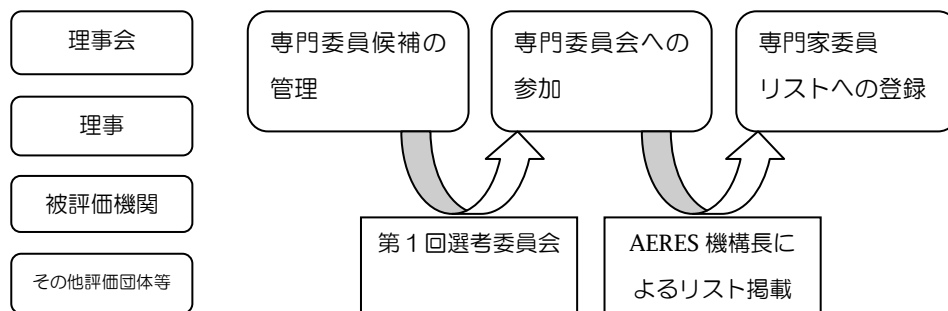 理事会
理事
被評価機関
その他評価団体等
専門委員候補の
管理
専門委員会への
参加
専門家委員
リストへの登録
第1回選考委員会
AERES 機構長に
よるリスト掲載